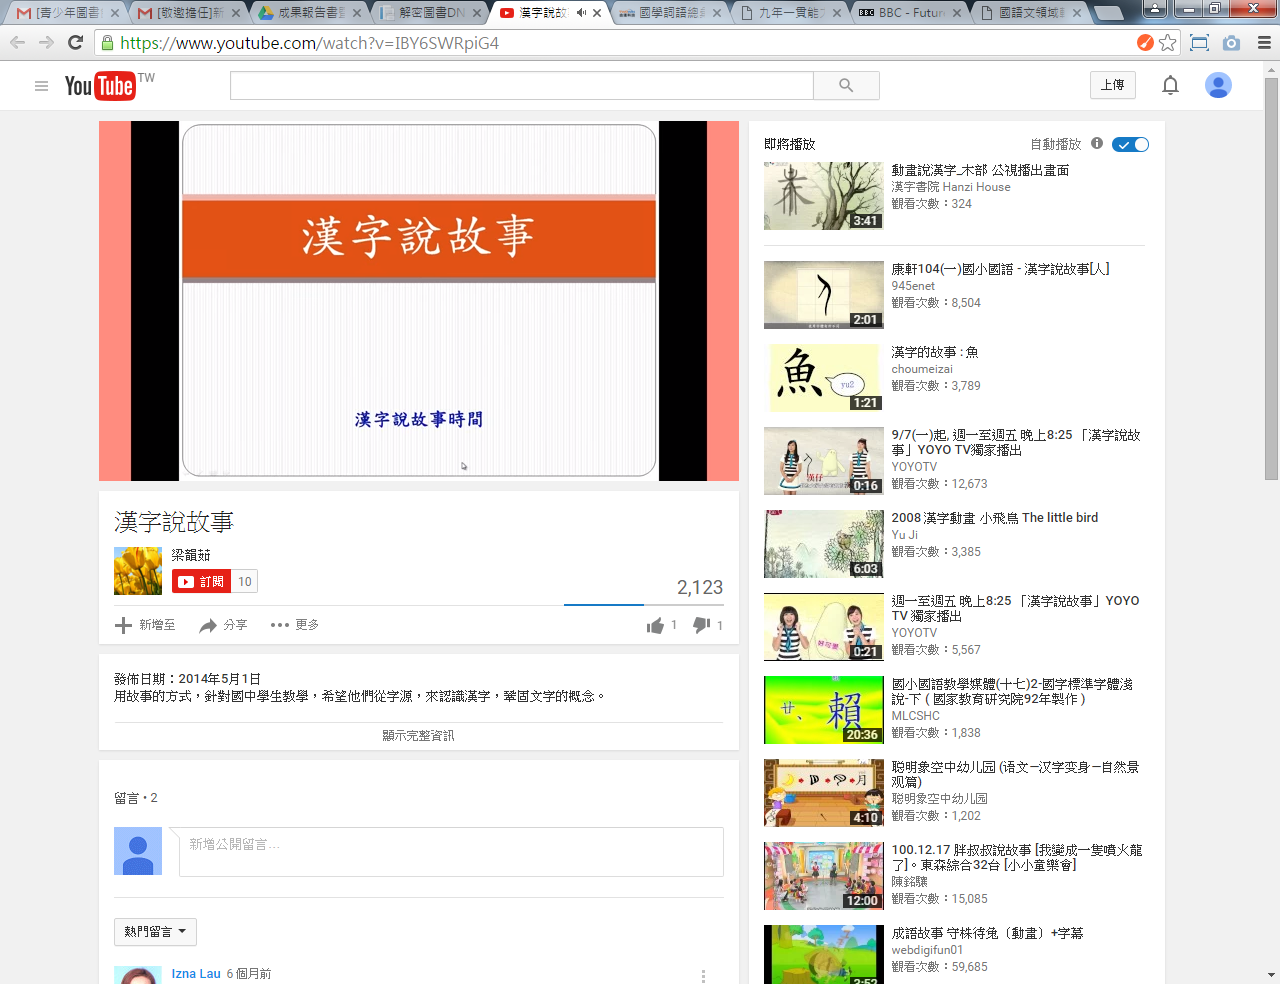 [青少年圖書
[敬邀擔任]新
成果報告書
解空圖書DN
漢字說故
國學詞語總
九年一貫能
BBC - Futur
國語文領域
https://www.youtube.com/watch?v=IBY6SWRpiG4
YouTube TW
上傳
漢字說故事
漢字說故事時間
漢字說故事
梁韻茹
訂閱 10
2,123
新增至 分享 更多 1 1
發佈日期：2014年5月1日
用故事的方式，針對國中學生教學，希望他們從字源，來認識漢字，鞏固文字的概念。
顯示完整資訊
留言 • 2
新增公開留言...
熱門留言
Izna Lau 6 個月前
即將播放 自動播放
動畫說漢字_木部 公視播出畫面
漢字書院 Hanzi House
觀看次數：324
3:41
康軒104(一)國小國語 - 漢字說故事[人]
945enet
觀看次數：8,504
2:01
漢字的故事 : 魚
choumeizai
觀看次數：3,789
魚
yu2
1:21
9/7(一)起, 週一至週五 晚上8:25 「漢字說故
事」YOYO TV獨家播出
YOYOTV
觀看次數：12,673
漢仔
0:16
2008 漢字動畫 小飛鳥 The little bird
Yu Ji
觀看次數：3,385
6:03
週一至週五 晚上8:25 「漢字說故事」YOYO
TV 獨家播出
YOYOTV
觀看次數：5,567
0:21
國小國語教學媒體(十七)2-國字標準字體淺
說-下 ( 國家教育研究院92年製作 )
MLCSHC
觀看次數：1,838
廿、賴
20:36
聪明象空中幼儿园 (语文—汉字变身—自然景
观篇)
聪明象空中幼儿园
觀看次數：1,202
月
4:10
100.12.17 胖叔叔說故事 [我變成一隻噴火龍
了]。東森綜合32台 [小小童樂會]
陳銘驤
觀看次數：15,085
12:00
成語故事 守株待兔〔動畫〕+字幕
webdigifun01
觀看次數：59,685
3:52